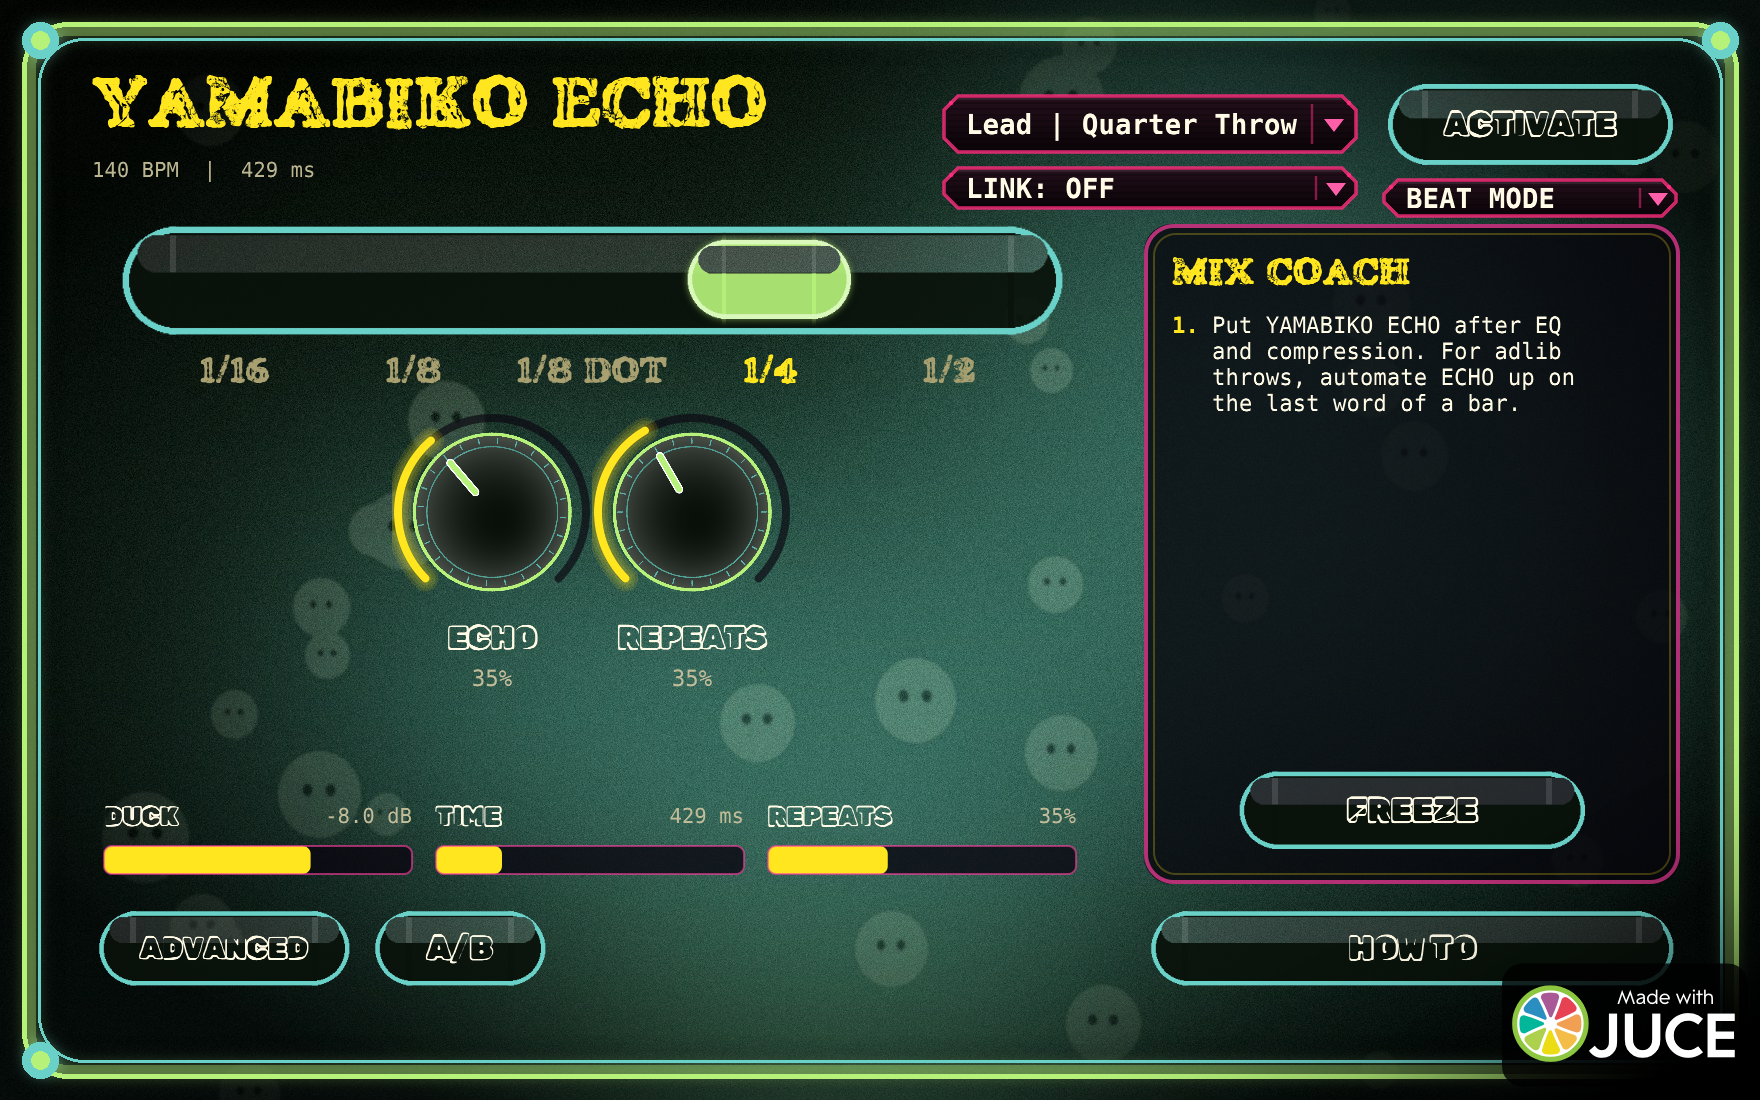 YAMABIKO ECHO
140 BPM | 429 ms
Lead | Quarter Throw
ACTIVATE
LINK: OFF
BEAT MODE
1/16
1/8
1/8 DOT
1/4
1/2
MIX COACH
1. Put YAMABIKO ECHO after EQ
and compression. For adlib
throws, automate ECHO up on
the last word of a bar.
ECHO
35%
REPEATS
35%
DUCK
-8.0 dB
TIME
429 ms
REPEATS
35%
FREEZE
ADVANCED
A/B
HOW TO
Made with
JUCE